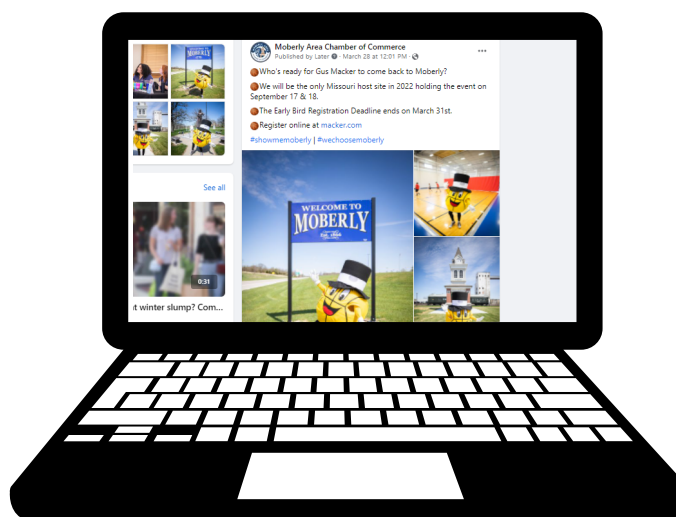 Moberly Area Chamber of Commerce
Published by Later · March 28 at 12:01 PM ·
Who's ready for Gus Macker to come back to Moberly?
We will be the only Missouri host site in 2022 holding the event on
September 17 & 18.
The Early Bird Registration Deadline ends on March 31st.
Register online at macker.com
#showmemoberly | #wechoosemoberly
See all
0:31
t winter slump? Com...
WELCOME TO
MOBERLY
Est. 1866